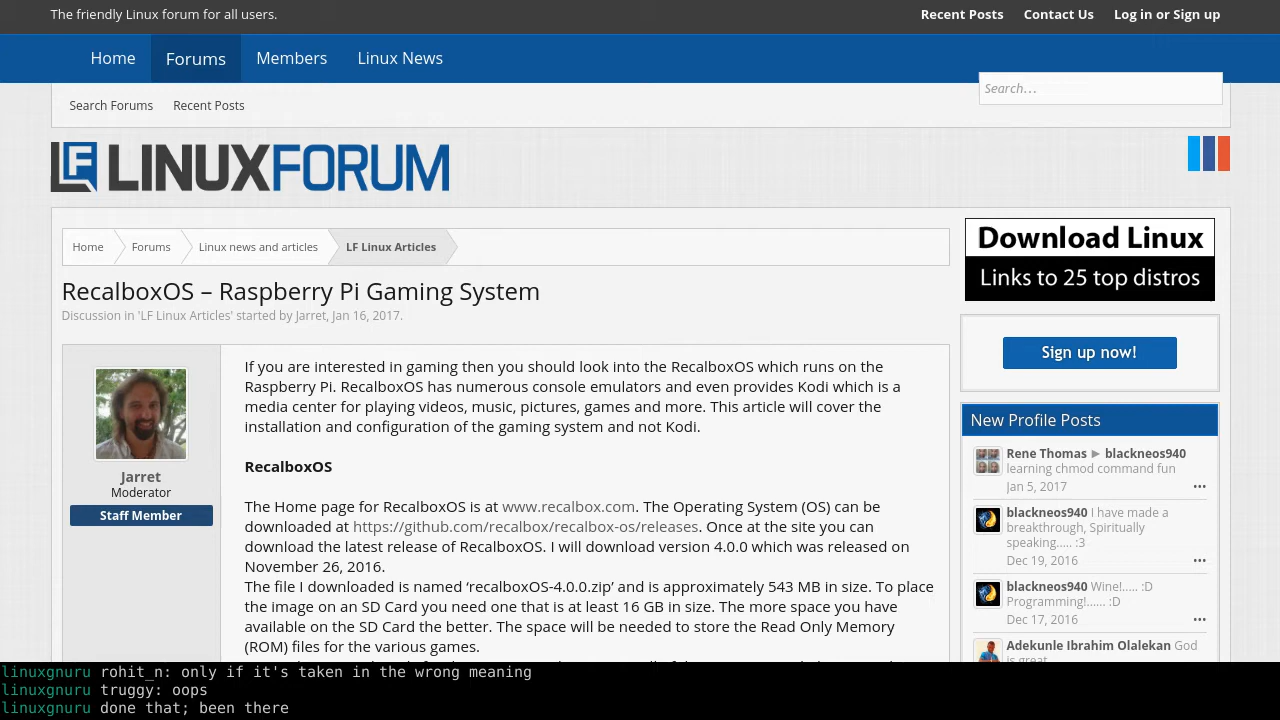 The friendly Linux forum for all users.
Recent Posts Contact Us Log in or Sign up
Home Forums Members Linux News
Search...
Search Forums Recent Posts
LF LINUXFORUM
Home Forums Linux news and articles LF Linux Articles
RecalboxOS – Raspberry Pi Gaming System
Discussion in 'LF Linux Articles' started by Jarret, Jan 16, 2017.
Jarret
Moderator
Staff Member
If you are interested in gaming then you should look into the RecalboxOS which runs on the
Raspberry Pi. RecalboxOS has numerous console emulators and even provides Kodi which is a
media center for playing videos, music, pictures, games and more. This article will cover the
installation and configuration of the gaming system and not Kodi.
RecalboxOS
The Home page for RecalboxOS is at www.recalbox.com. The Operating System (OS) can be
downloaded at https://github.com/recalbox/recalbox-os/releases. Once at the site you can
download the latest release of RecalboxOS. I will download version 4.0.0 which was released on
November 26, 2016.
The file I downloaded is named ‘recalboxOS-4.0.0.zip’ and is approximately 543 MB in size. To place
the image on an SD Card you need one that is at least 16 GB in size. The more space you have
available on the SD Card the better. The space will be needed to store the Read Only Memory
(ROM) files for the various games.
Download Linux
Links to 25 top distros
Sign up now!
New Profile Posts
Rene Thomas ► blackneos940
learning chmod command fun
Jan 5, 2017 •••
blackneos940 I have made a
breakthrough, Spiritually
speaking..... :3
Dec 19, 2016 •••
blackneos940 Wine!..... :D
Programming!...... :D
Dec 17, 2016 •••
Adekunle Ibrahim Olalekan God
is great
linuxgnuru rohit_n: only if it's taken in the wrong meaning
linuxgnuru truggy: oops
linuxgnuru done that; been there